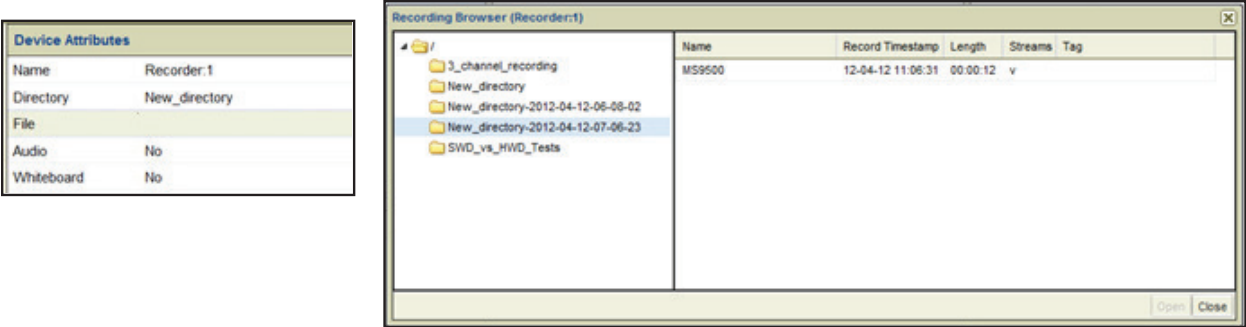 Device Attributes
Name Recorder:1
Directory New_directory
File
Audio No
Whiteboard No
Recording Browser (Recorder:1)
/
3_channel_recording
New_directory
New_directory-2012-04-12-06-08-02
New_directory-2012-04-12-07-06-23
SWD_vs_HWD_Tests
Name Record Timestamp Length Streams Tag
MS9500 12-04-12 11:06:31 00:00:12 v
Open Close